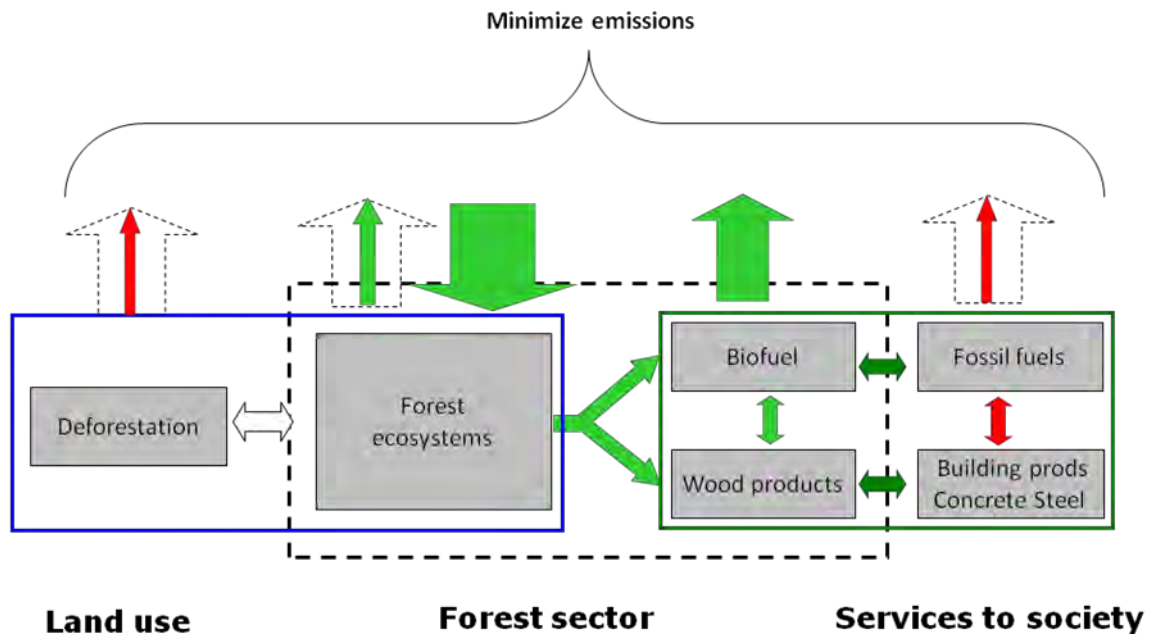 Minimize emissions
Deforestation
Forest
ecosystems
Biofuel
Fossil fuels
Wood products
Building prods
Concrete Steel
Land use
Forest sector
Services to society